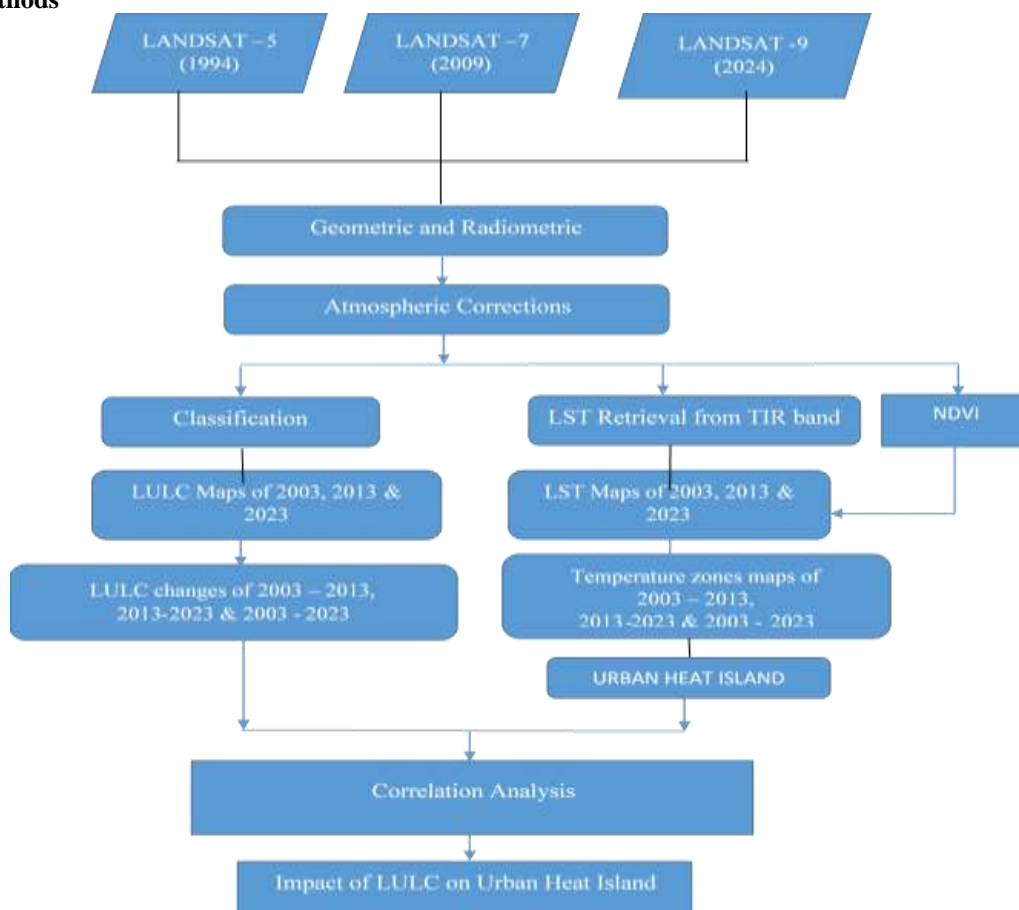 thods
LANDSAT – 5
(1994)
LANDSAT – 7
(2009)
LANDSAT -9
(2024)
Geometric and Radiometric
Atmospheric Corrections
Classification
LST Retrieval from TIR band
NDVI
LULC Maps of 2003, 2013 &
2023
LST Maps of 2003, 2013 &
2023
LULC changes of 2003 – 2013,
2013-2023 & 2003 - 2023
Temperature zones maps of
2003 – 2013,
2013-2023 & 2003 - 2023
URBAN HEAT ISLAND
Correlation Analysis
Impact of LULC on Urban Heat Island